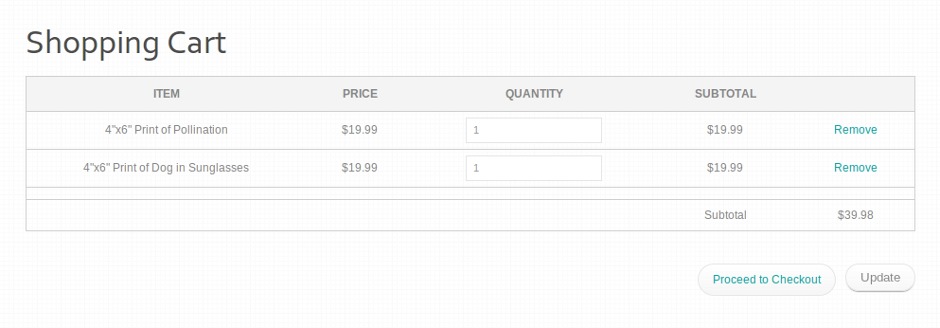 Shopping Cart
ITEM PRICE QUANTITY SUBTOTAL
4"x6" Print of Pollination $19.99 1 $19.99 Remove
4"x6" Print of Dog in Sunglasses $19.99 1 $19.99 Remove
Subtotal $39.98
Proceed to Checkout Update